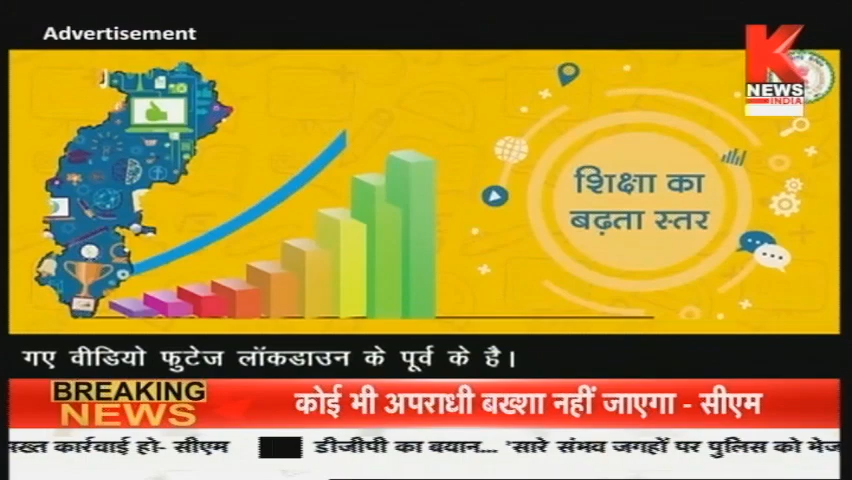 Advertisement
K
NEWS
INDIA
शिक्षा का
बढ़ता स्तर
गए वीडियो फुटेज लॉकडाउन के पूर्व के है।
BREAKING
NEWS
कोई भी अपराधी बख्शा नहीं जाएगा - सीएम
सख्त कार्रवाई हो- सीएम
डीजीपी का बयान... 'सारे संभव जगहों पर पुलिस को भेज